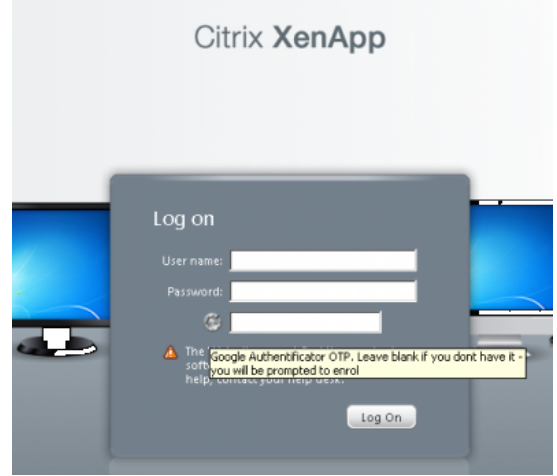 Citrix XenApp
Log on
User name:
Password:
The
Google Authentificator OTP. Leave blank if you dont have it -
soft
you will be prompted to enrol
help, contact your help desk.
Log On